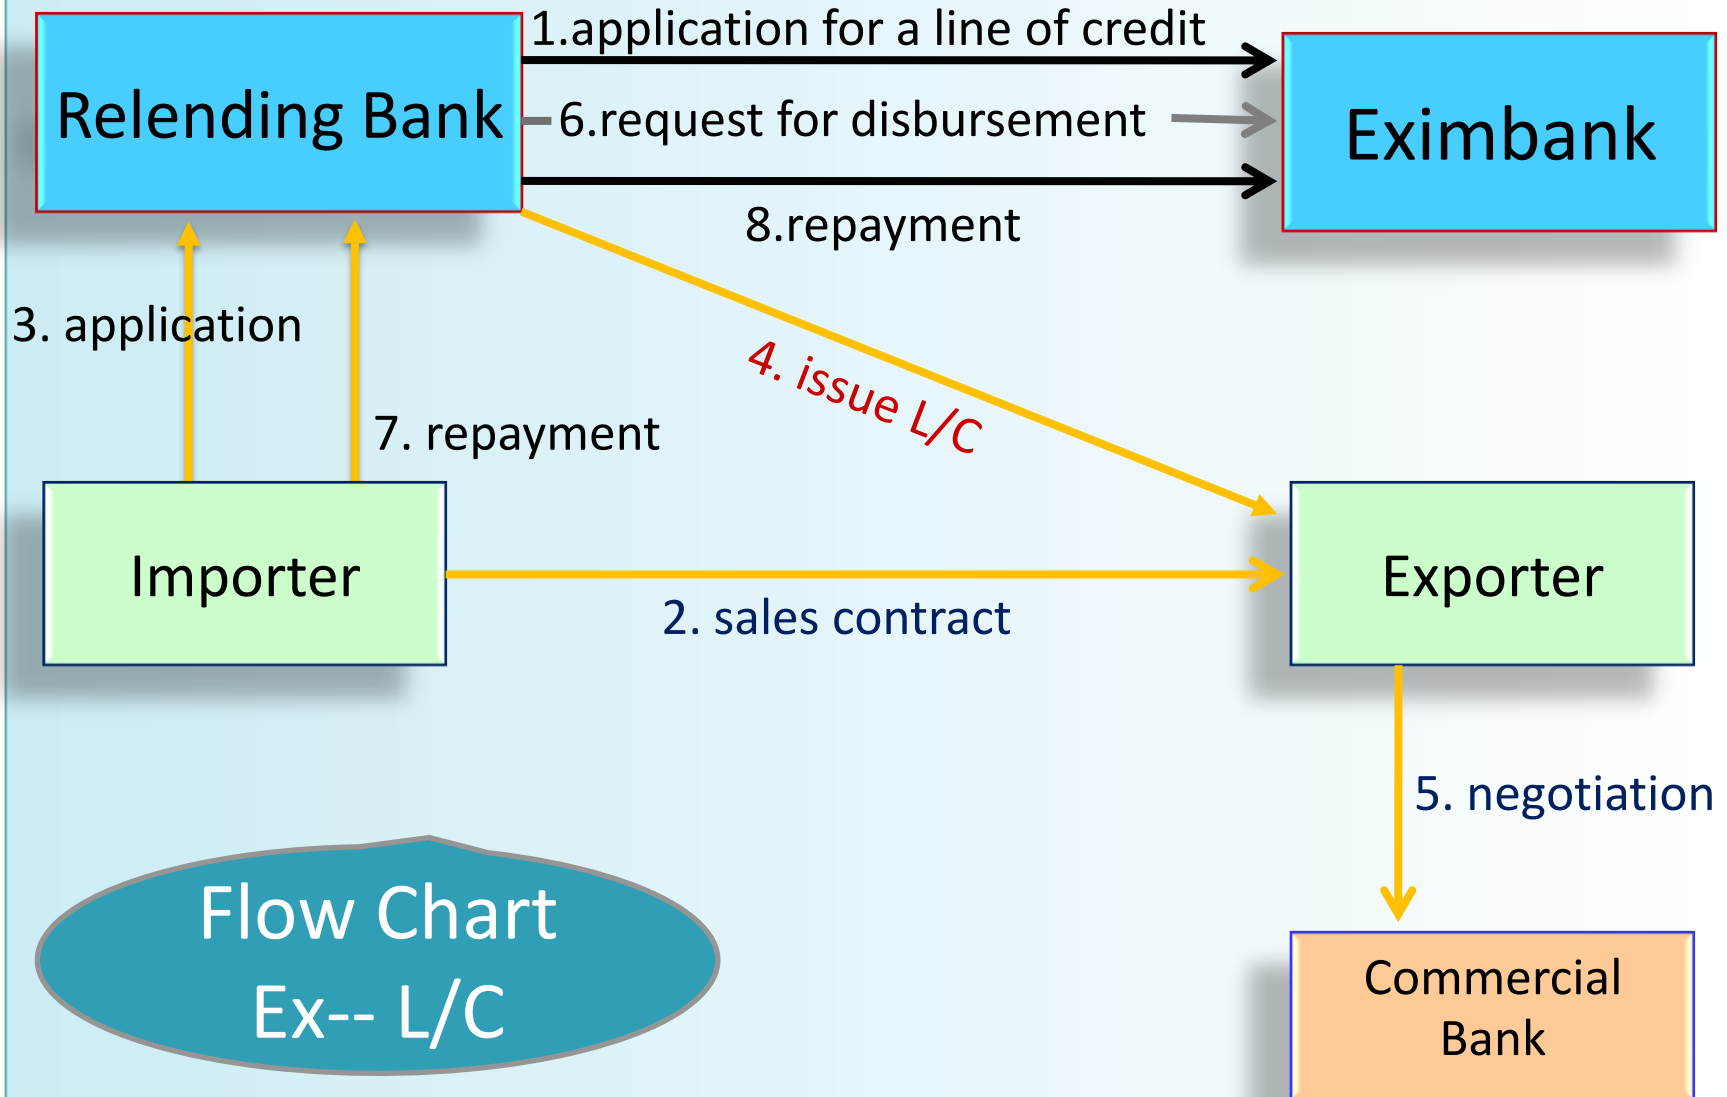 1.application for a line of credit
Relending Bank
6.request for disbursement
Eximbank
8.repayment
3. application
4. issue L/C
7. repayment
Importer
Exporter
2. sales contract
5. negotiation
Flow Chart
Ex-- L/C
Commercial
Bank